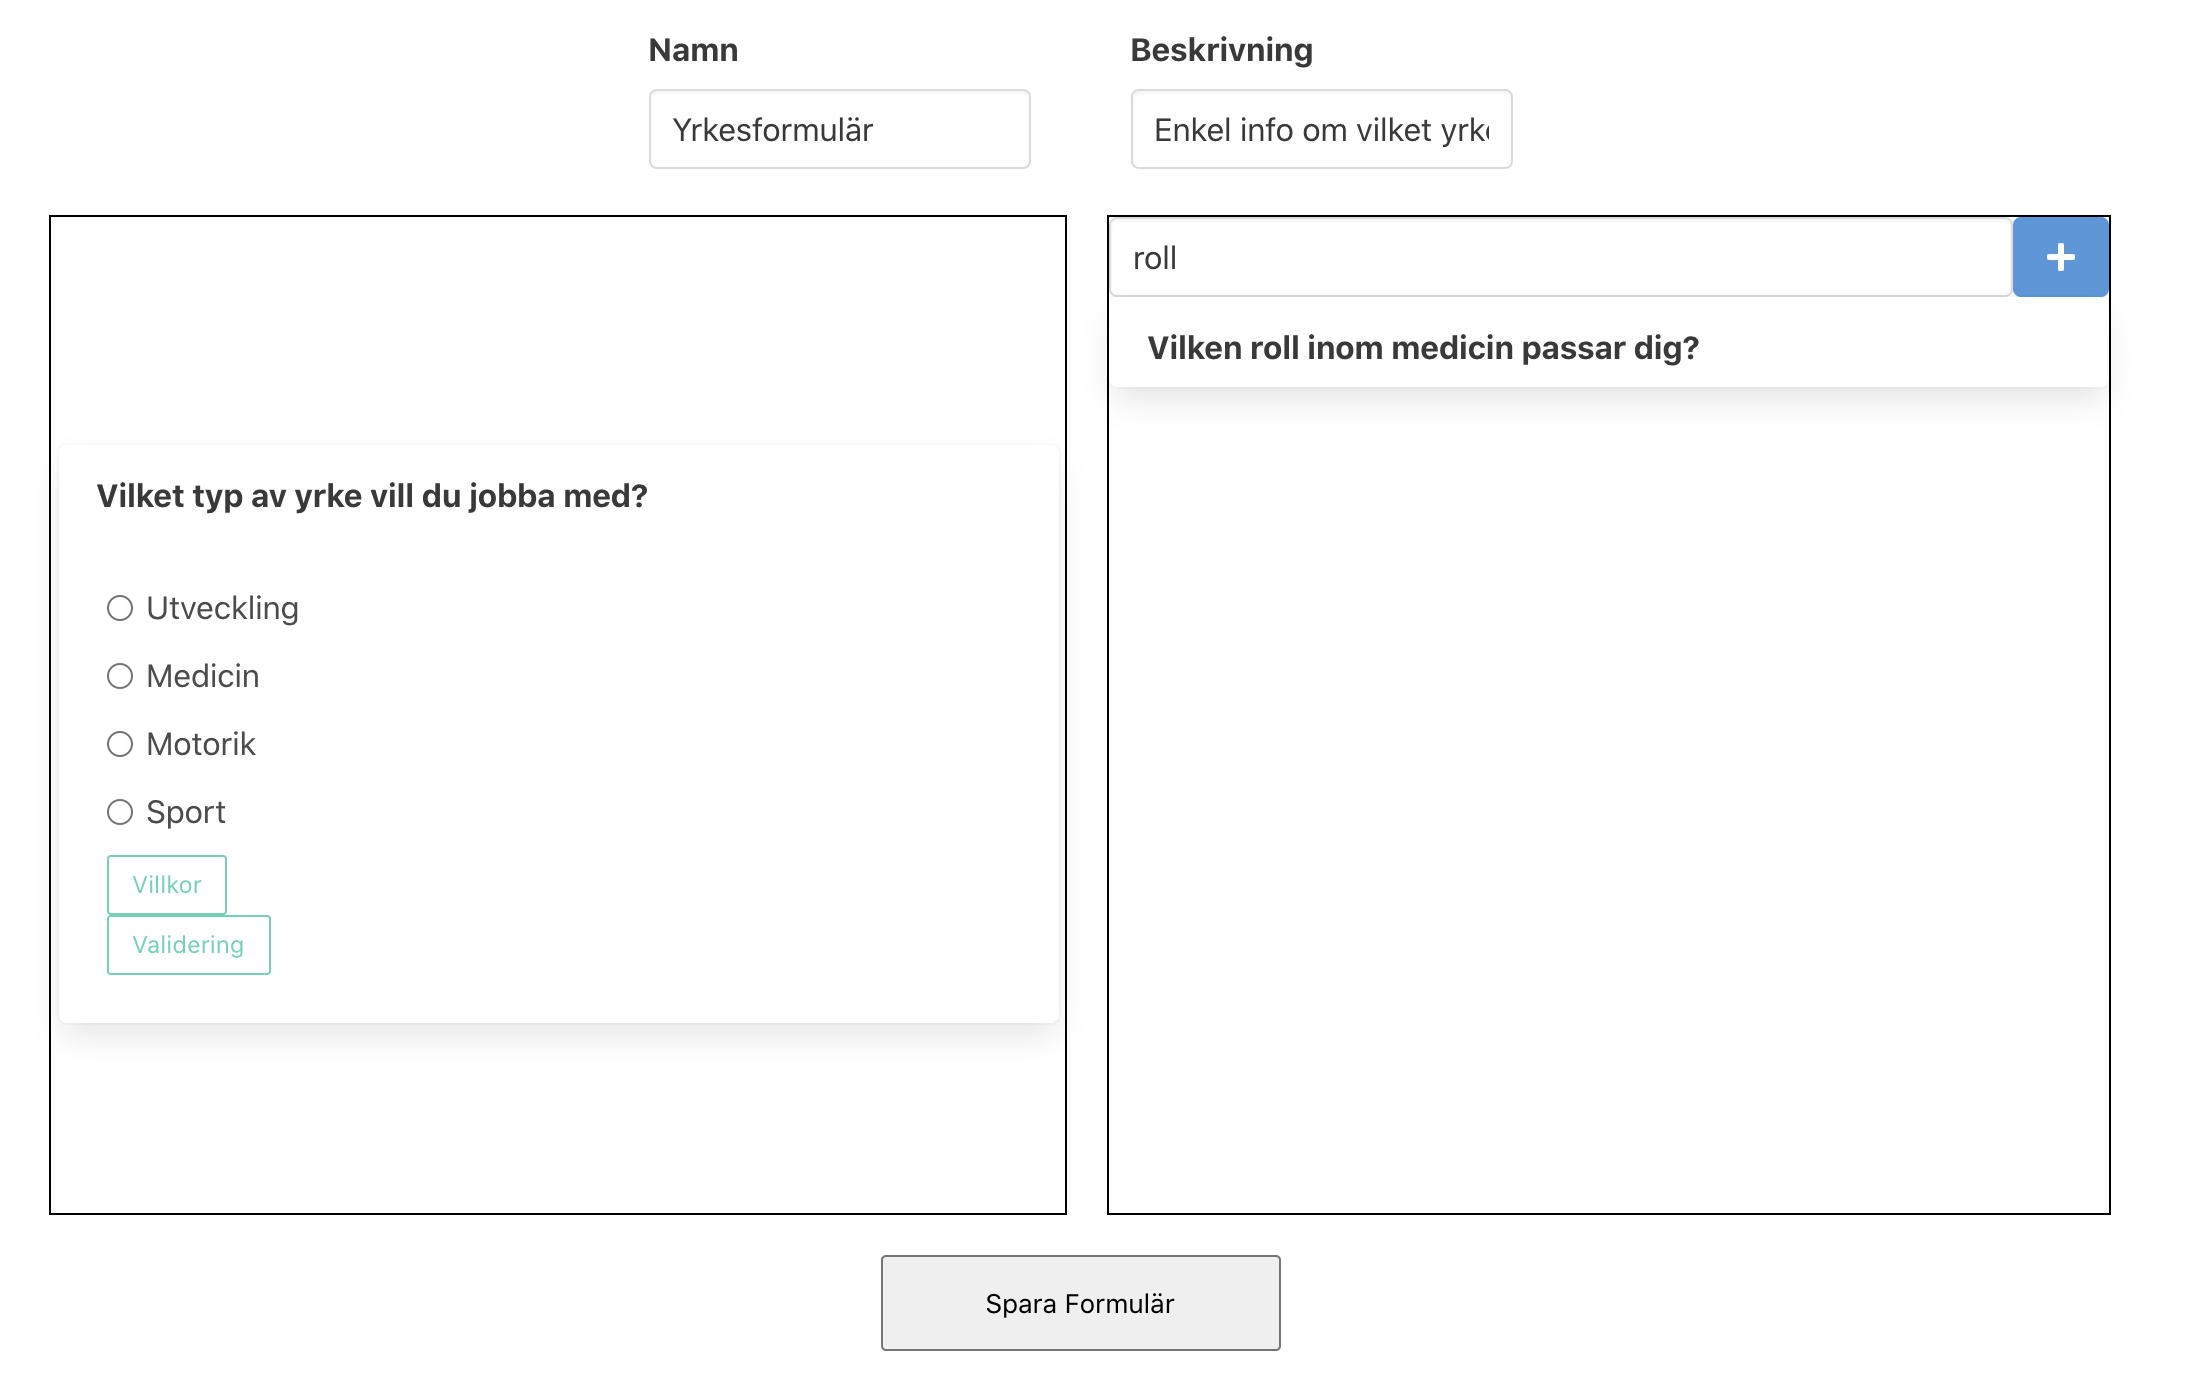 Namn
Beskrivning
Yrkesformulär
Enkel info om vilket yrk
roll
Vilken roll inom medicin passar dig?
Vilket typ av yrke vill du jobba med?
Utveckling
Medicin
Motorik
Sport
Villkor
Validering
Spara Formulär